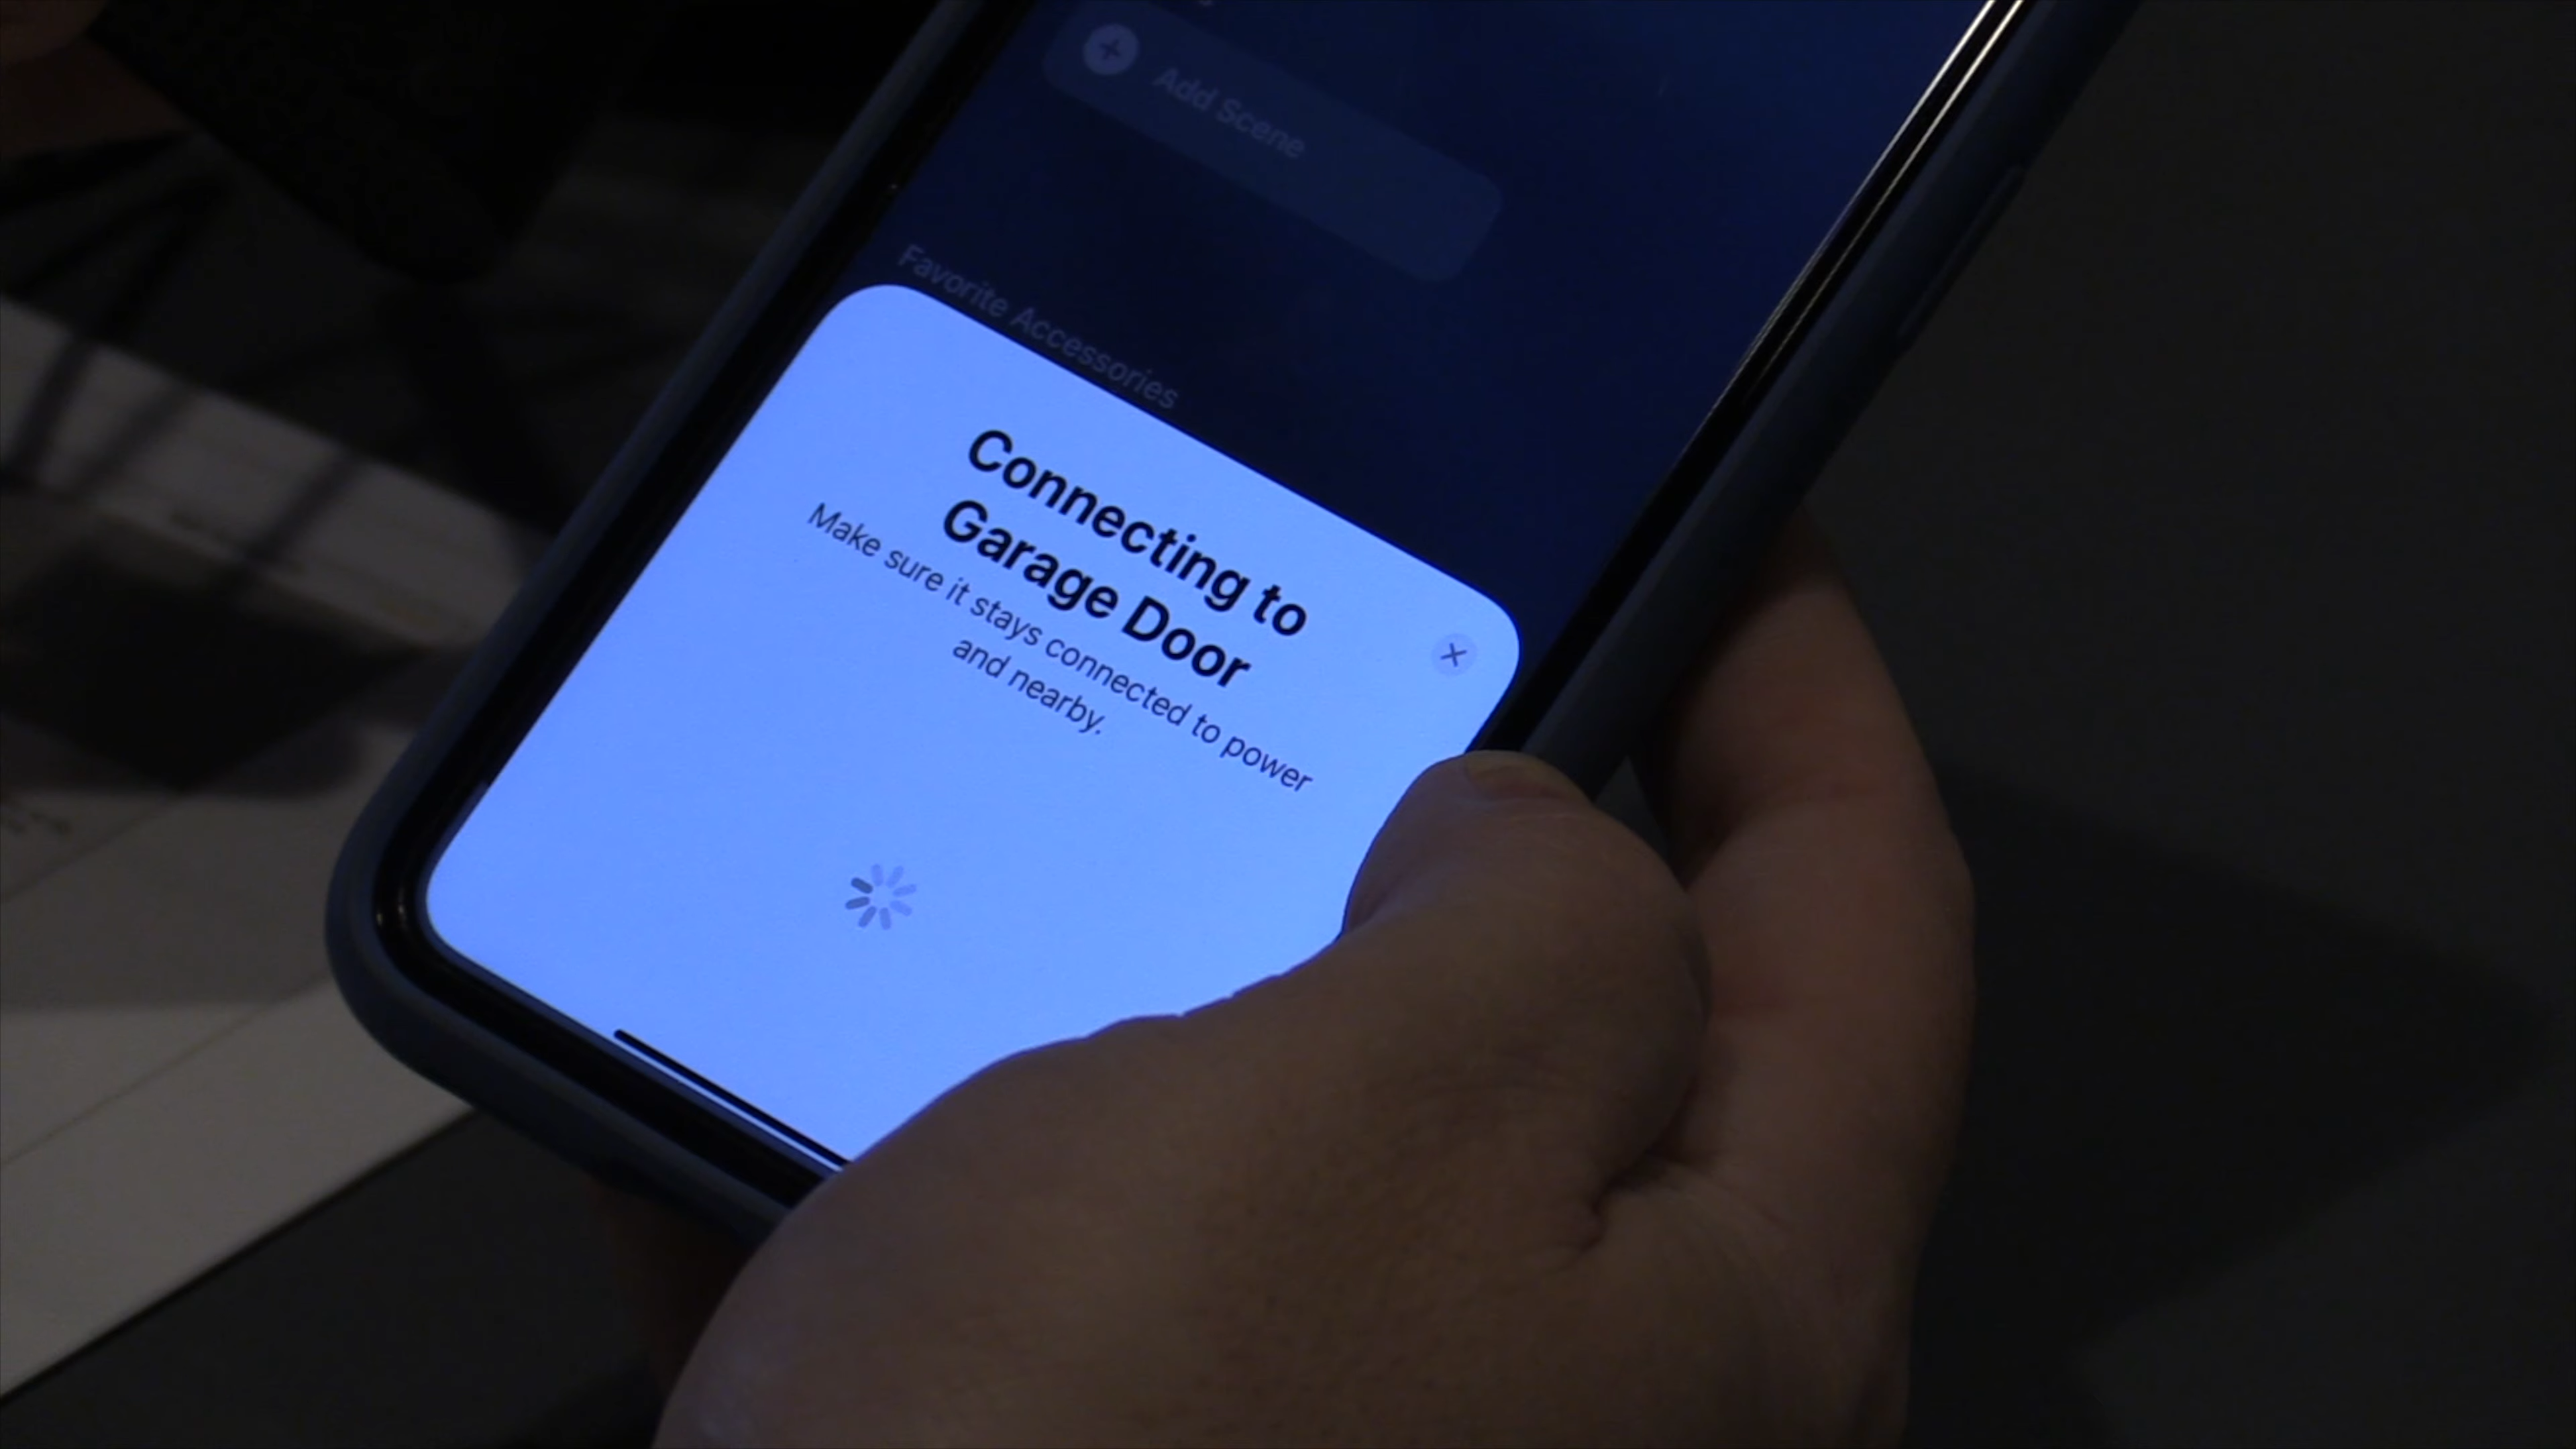 Add Scene
Favorite Accessories
Connecting to
Garage Door
Make sure it stays connected to power
and nearby.